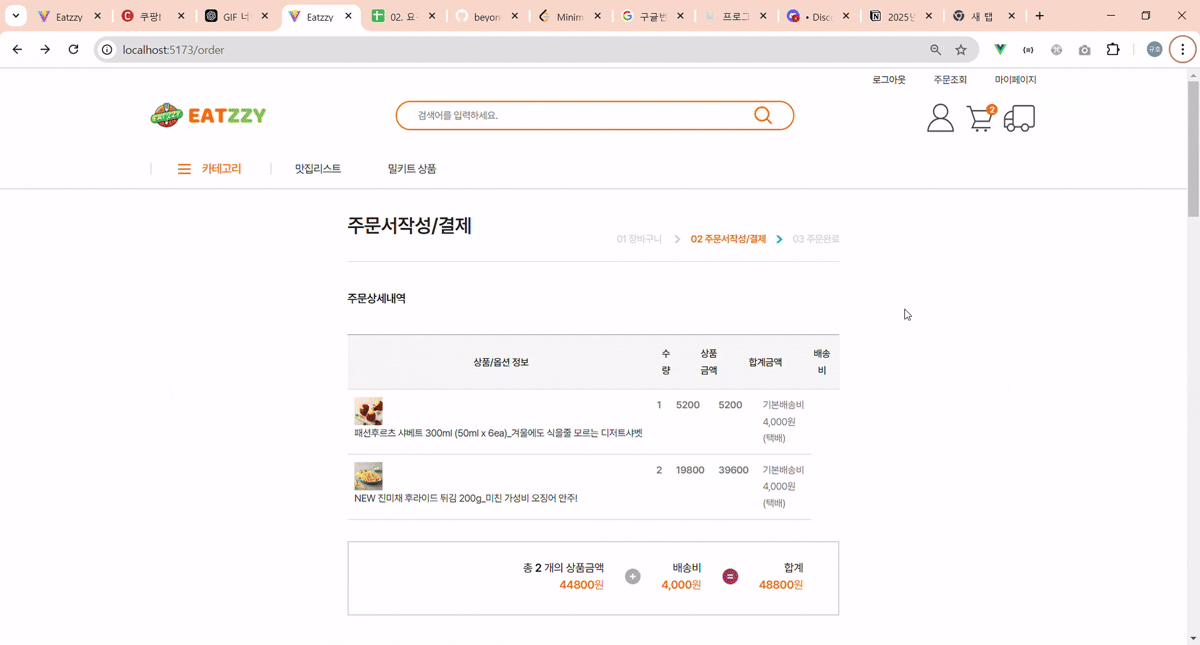 Eatzzy
쿠팡!
GIF 너
Eatzzy
02. 요
beyon
Minim
구글번
프로그
• Disc
2025년
새 탭
localhost:5173/order
규호
로그아웃 주문조회 마이페이지
EATZZY EATZZY
검색어를 입력하세요.
2
카테고리 맛집리스트 밀키트 상품
주문서작성/결제
01 장바구니 02 주문서작성/결제 03 주문완료
주문상세내역
상품/옵션 정보 수량 상품금액 합계금액 배송비
1 5200 5200 기본배송비
4,000원
(택배)
패션후르츠 샤베트 300ml (50ml x 6ea)_겨울에도 식을줄 모르는 디저트샤벳
2 19800 39600 기본배송비
4,000원
(택배)
NEW 진미채 후라이드 튀김 200g_미친 가성비 오징어 안주!
총 2 개의 상품금액 배송비 합계
44800원 + 4,000원 = 48800원